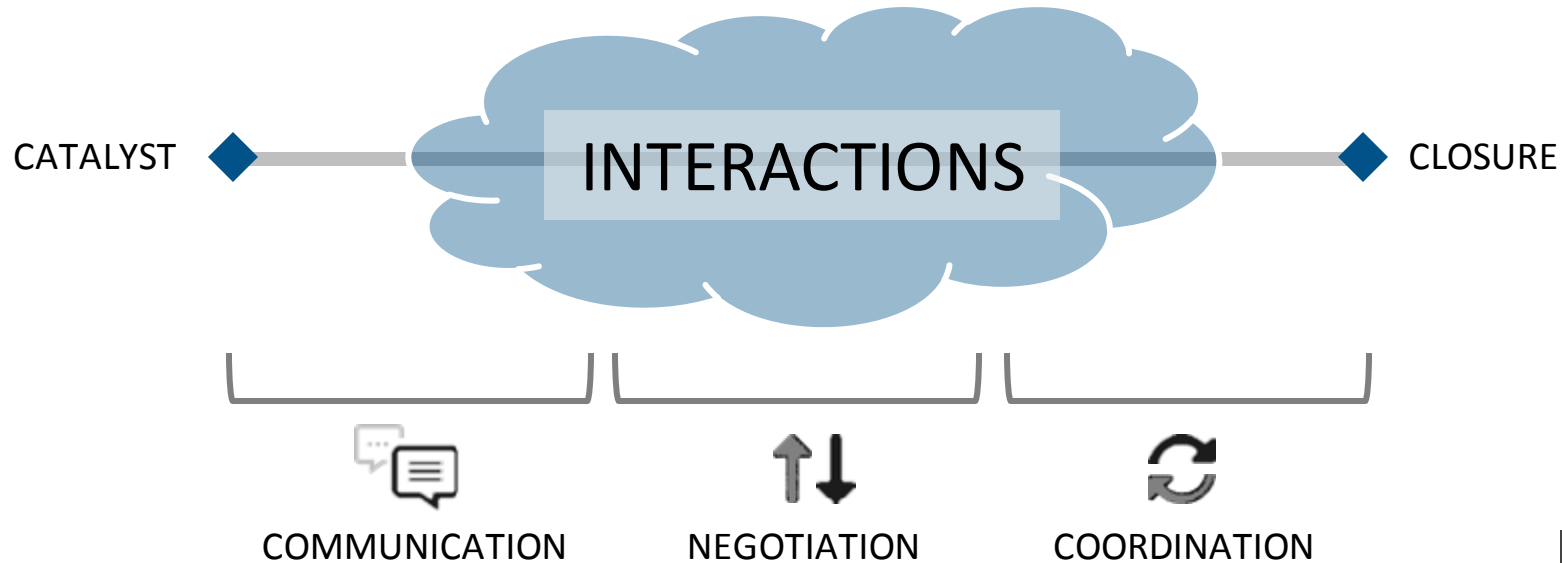 INTERACTIONS
CATALYST
CLOSURE
COMMUNICATION
NEGOTIATION
COORDINATION